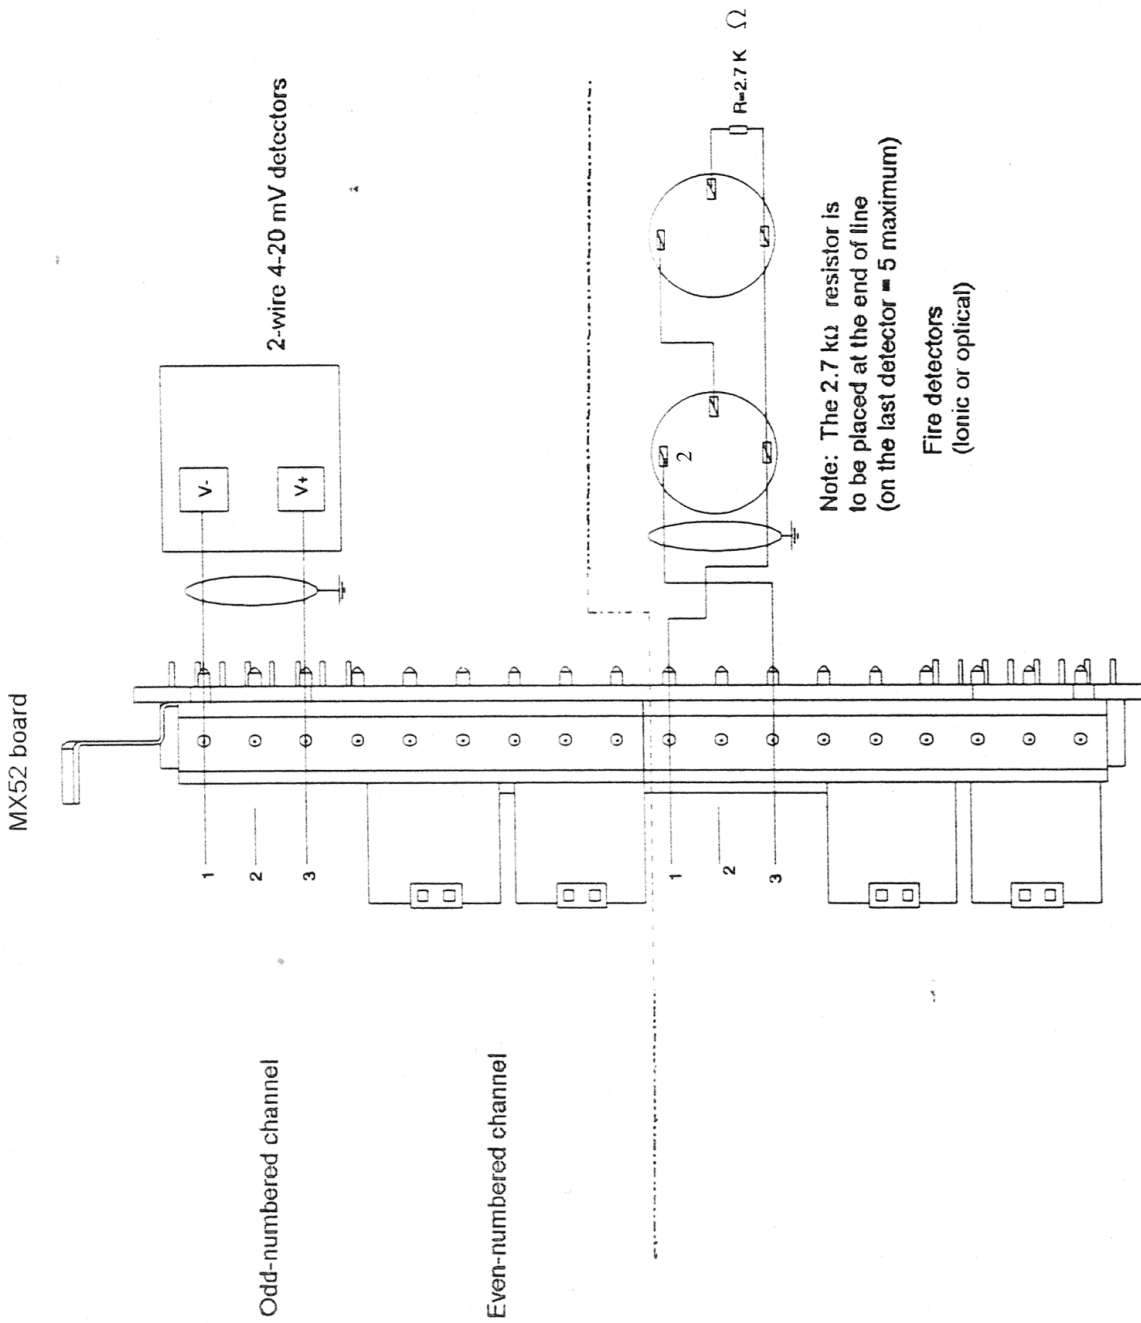 MX52 board
Odd-numbered channel
Even-numbered channel
1
2
3
1
2
3
V-
V+
2-wire 4-20 mV detectors
2
R=2.7 K Ω
Note: The 2.7 kΩ resistor is
to be placed at the end of line
(on the last detector = 5 maximum)
Fire detectors
(Ionic or optical)